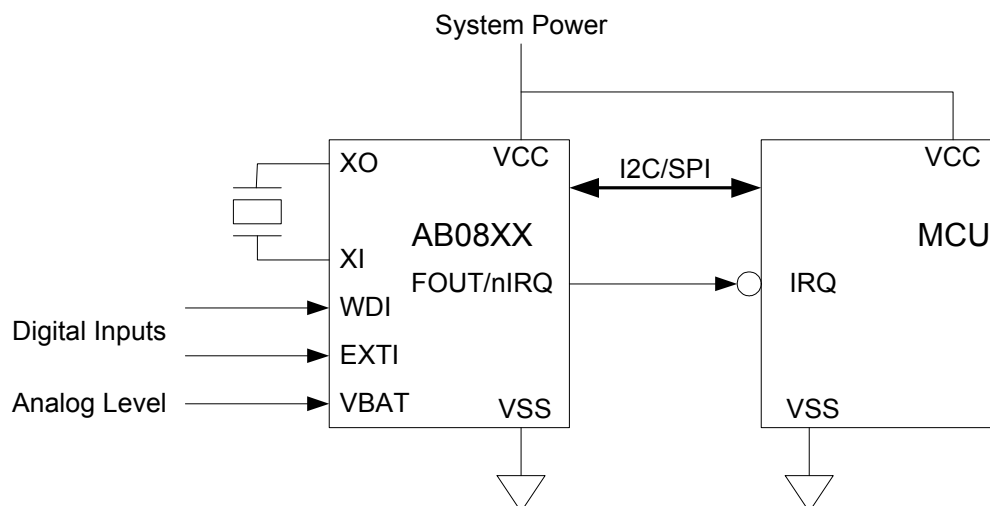 System Power
XO
VCC
I2C/SPI
VCC
AB08XX
MCU
XI
FOUT/nIRQ
IRQ
WDI
Digital Inputs
EXTI
Analog Level
VBAT
VSS
VSS